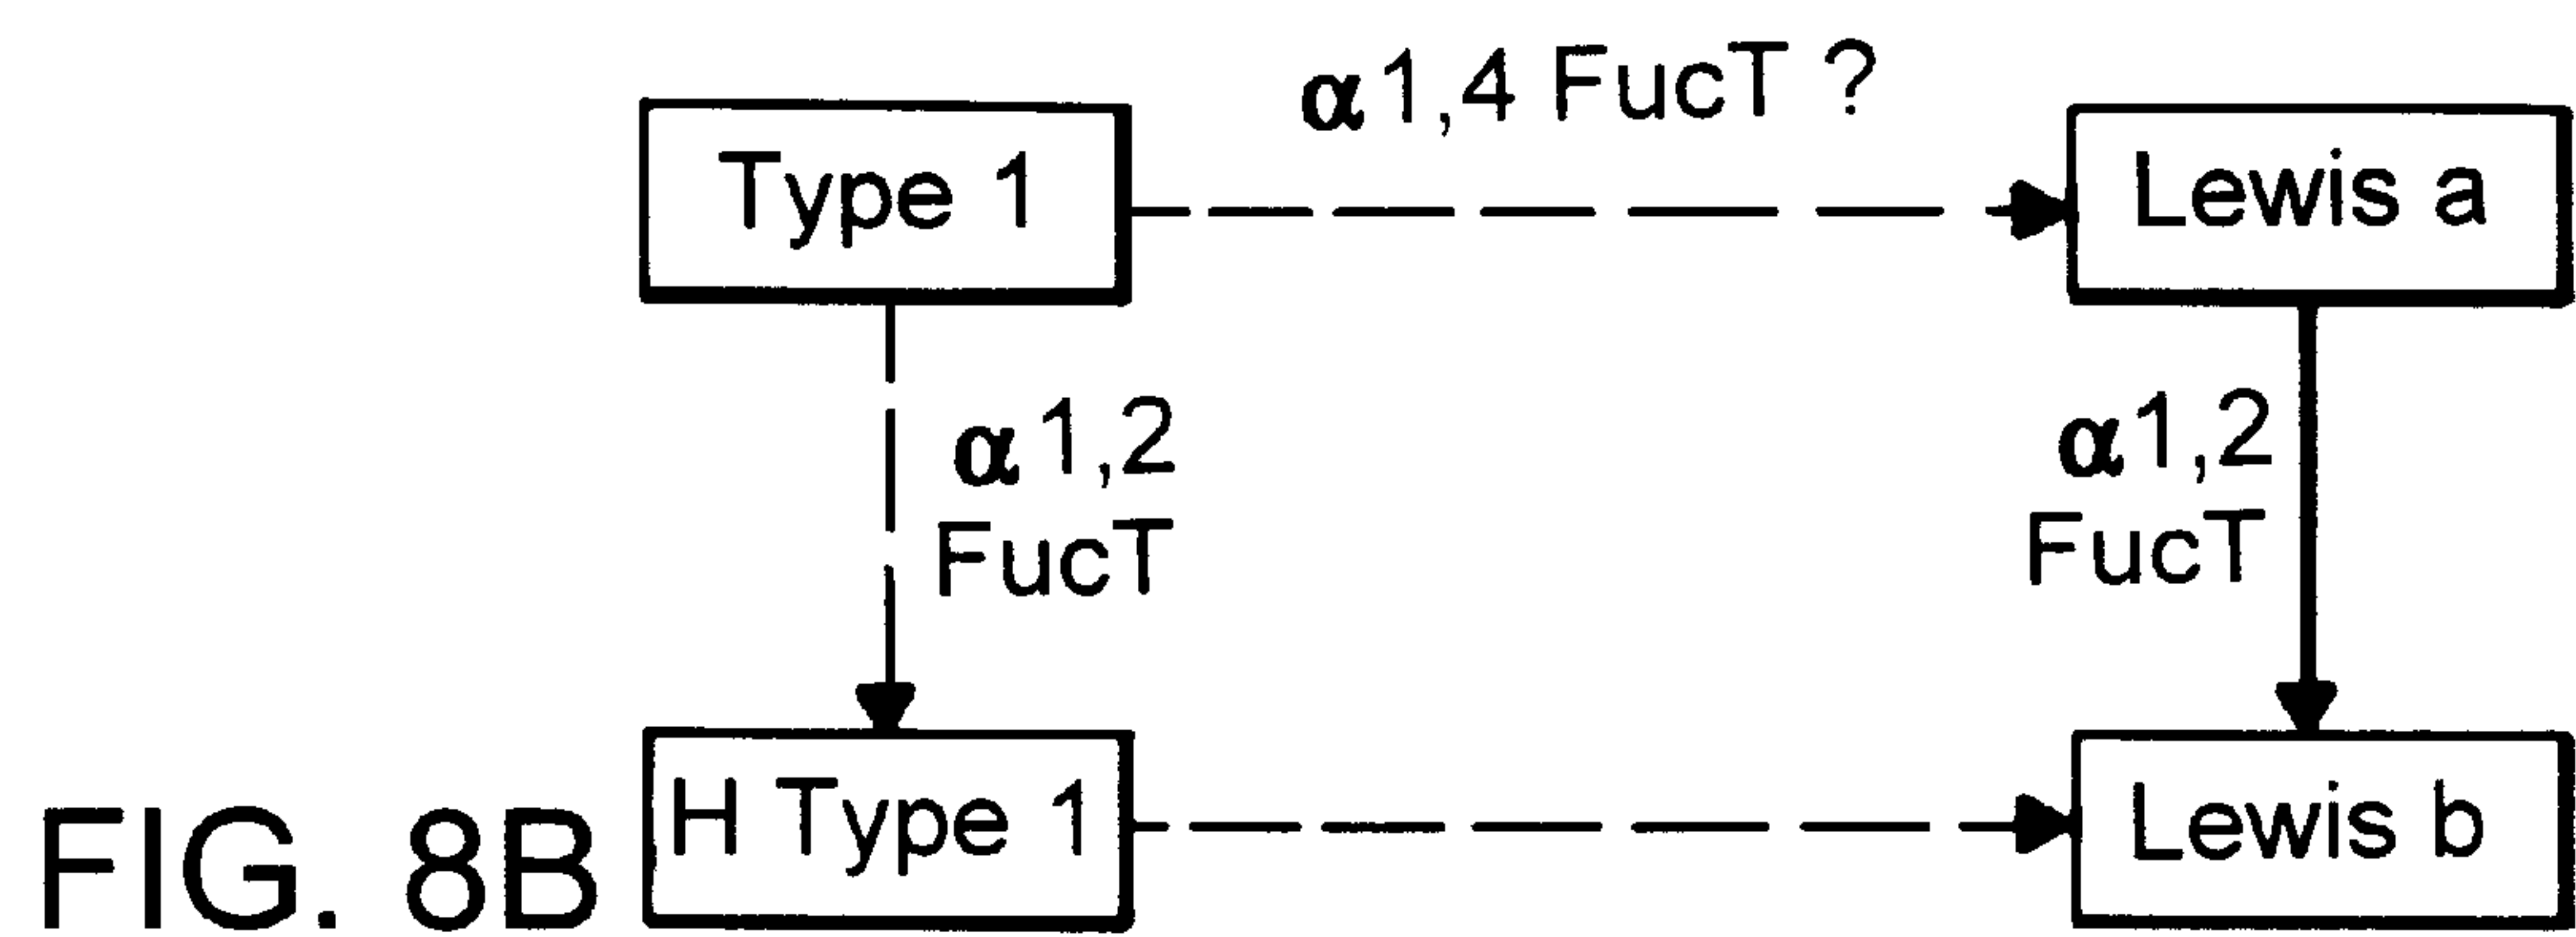 α1,4 FucT ?
Type 1
Lewis a
α1,2
FucT
α1,2
FucT
H Type 1
Lewis b
FIG. 8B